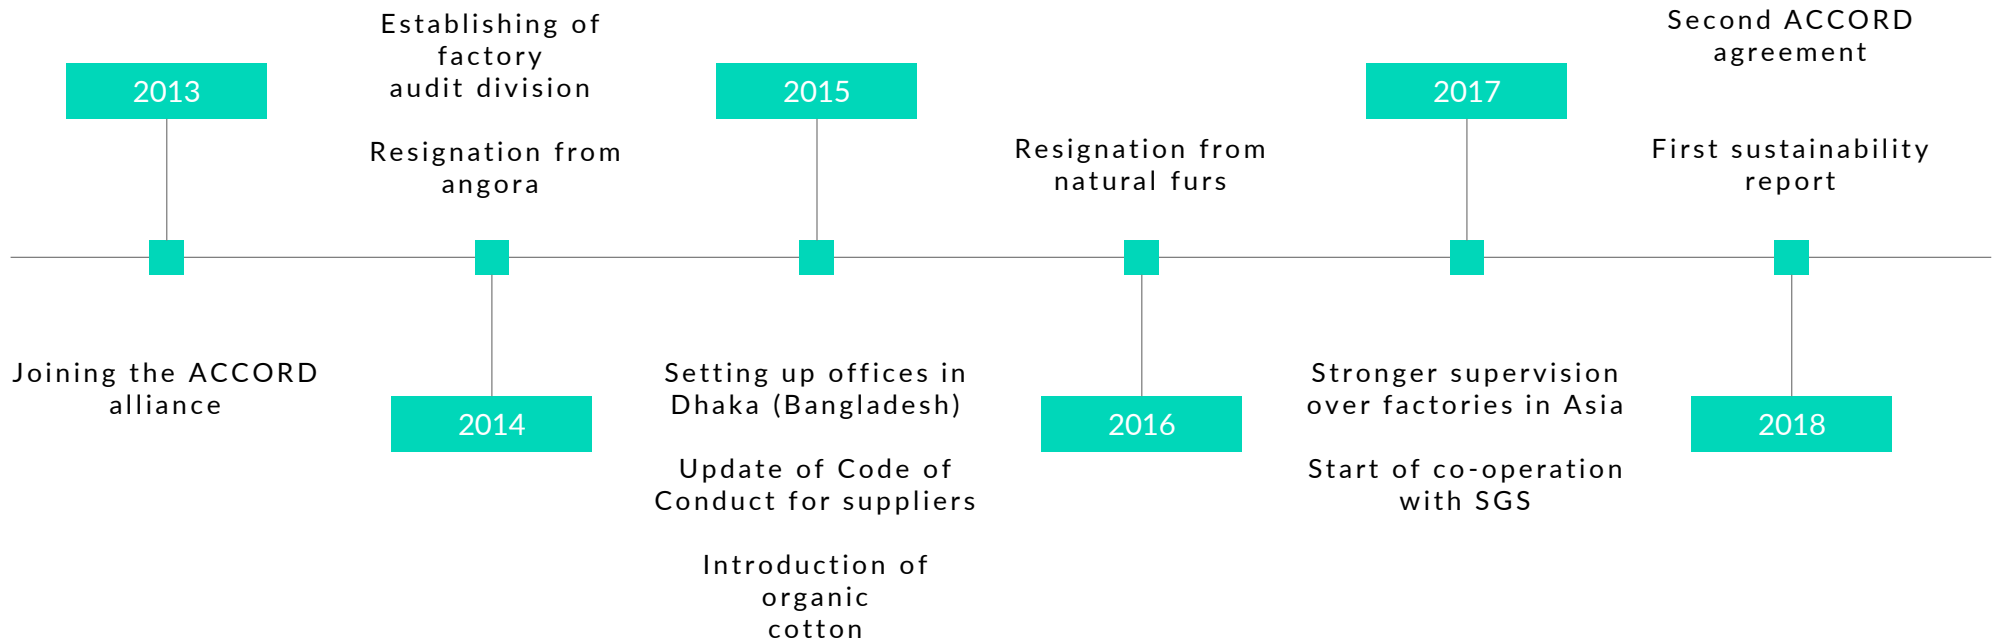 2013
Joining the ACCORD
alliance
Establishing of
factory
audit division
Resignation from
angora
2014
2015
Setting up offices in
Dhaka (Bangladesh)
Update of Code of
Conduct for suppliers
Introduction of
organic
cotton
Resignation from
natural furs
2016
2017
Stronger supervision
over factories in Asia
Start of co-operation
with SGS
Second ACCORD
agreement
First sustainability
report
2018